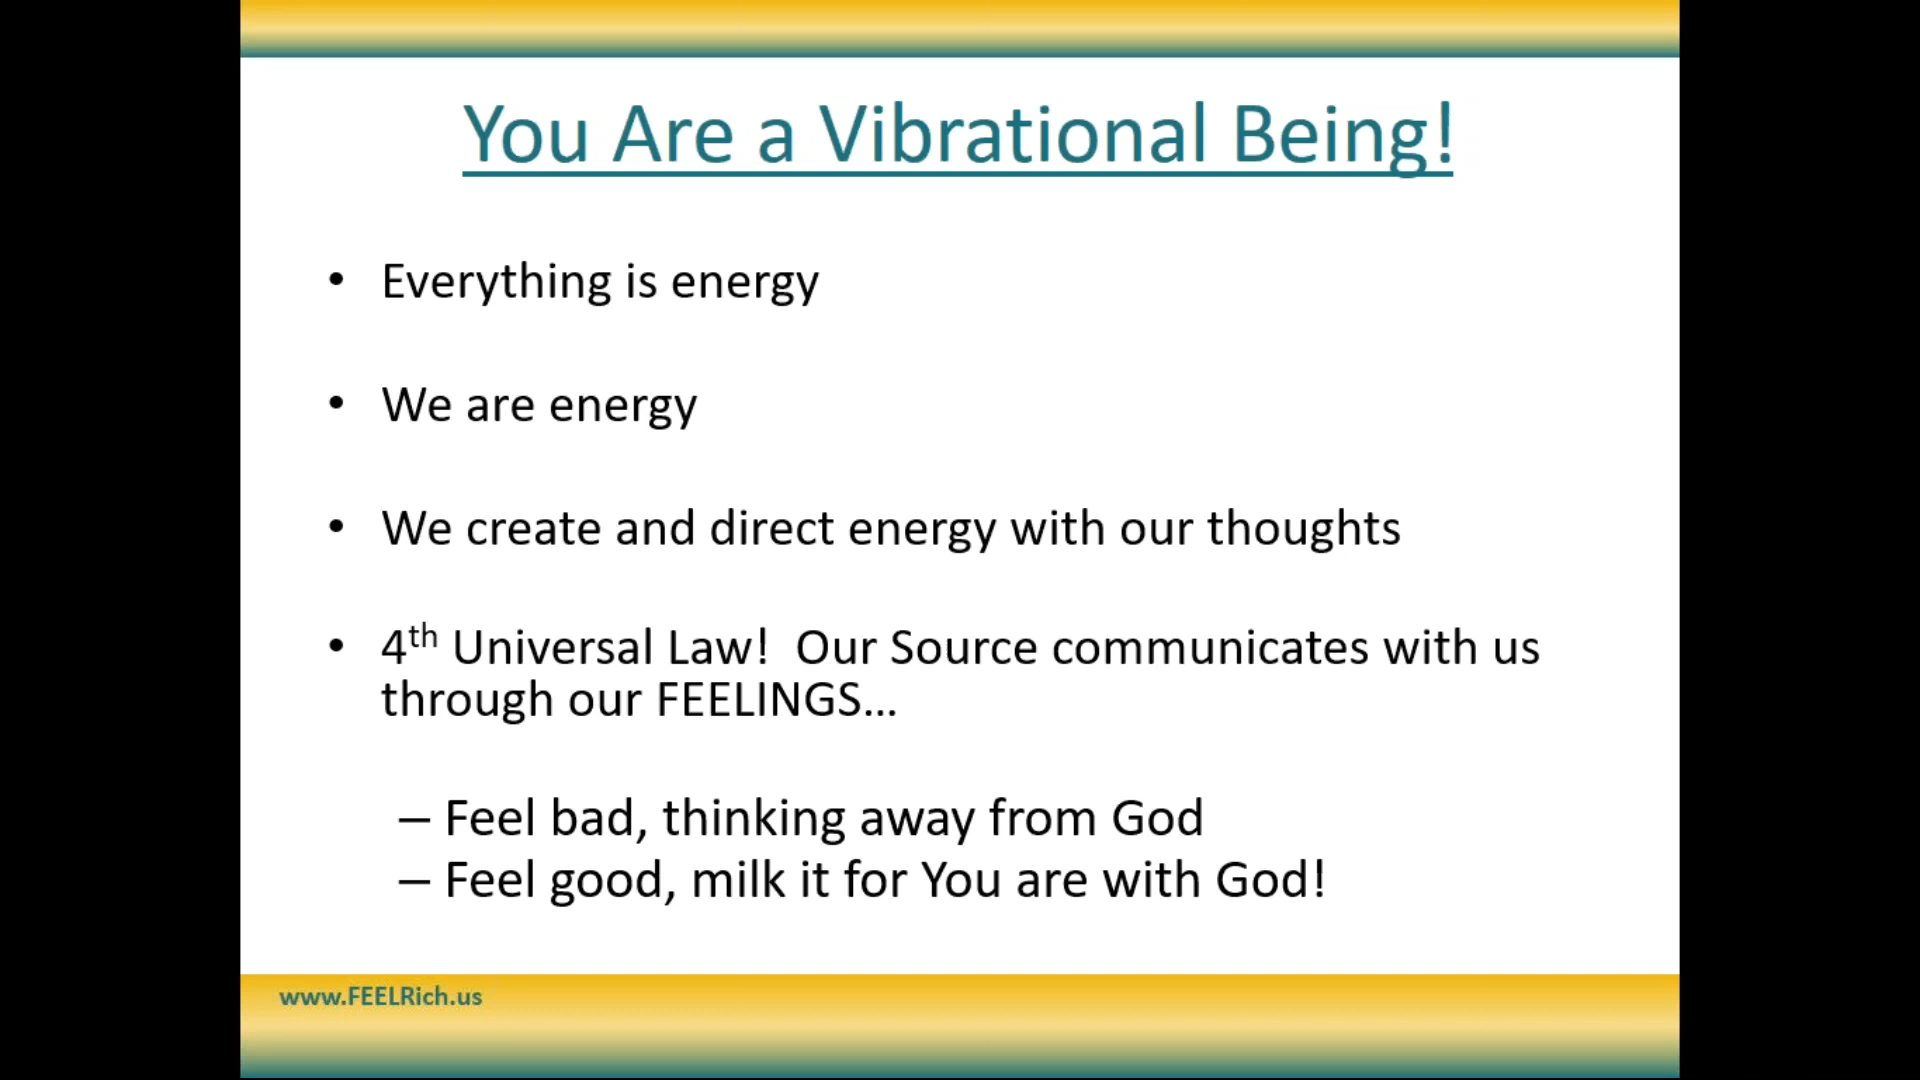 You Are a Vibrational Being!
• Everything is energy
• We are energy
• We create and direct energy with our thoughts
• 4th Universal Law!  Our Source communicates with us
through our FEELINGS...
– Feel bad, thinking away from God
– Feel good, milk it for You are with God!
www.FEELRich.us